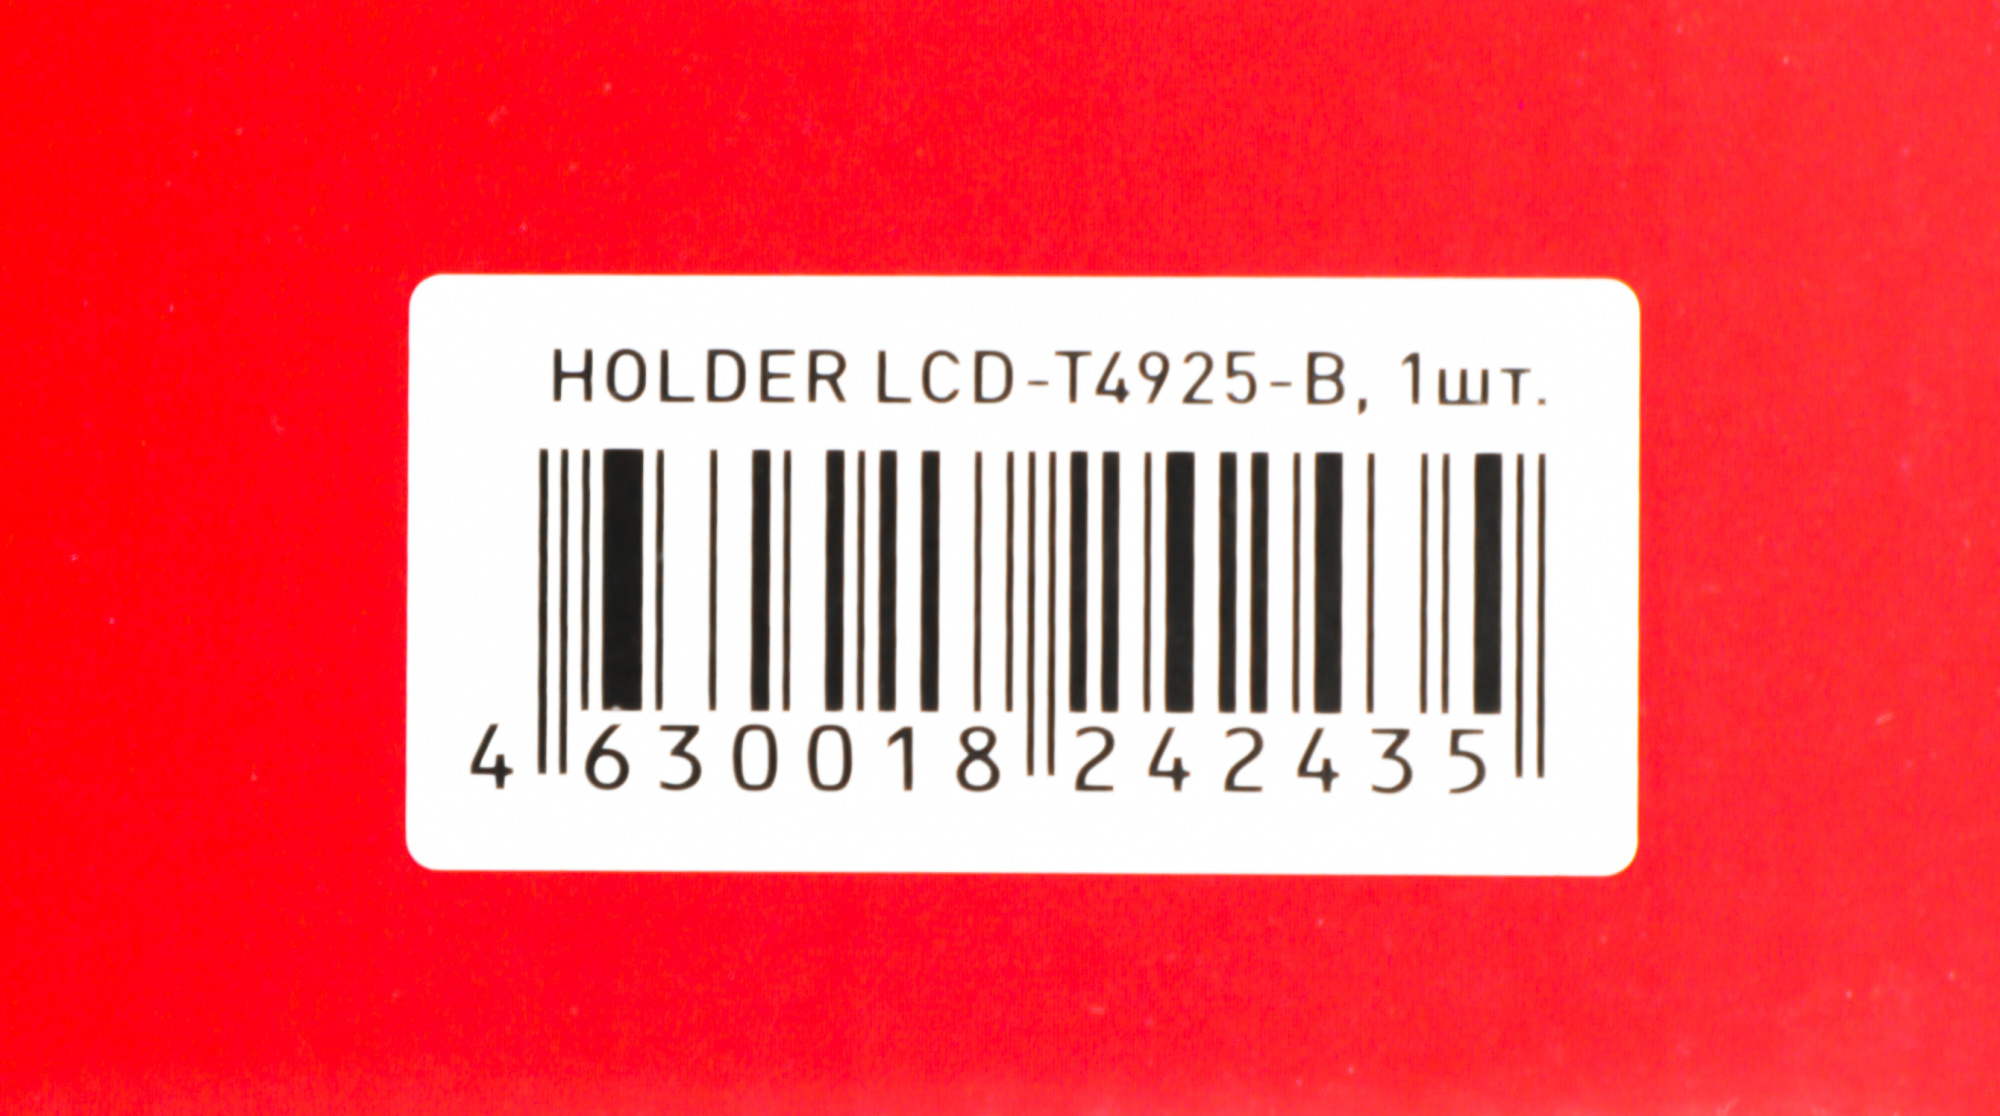 HOLDER LCD-T4925-B, 1шт.
4 630018 242435